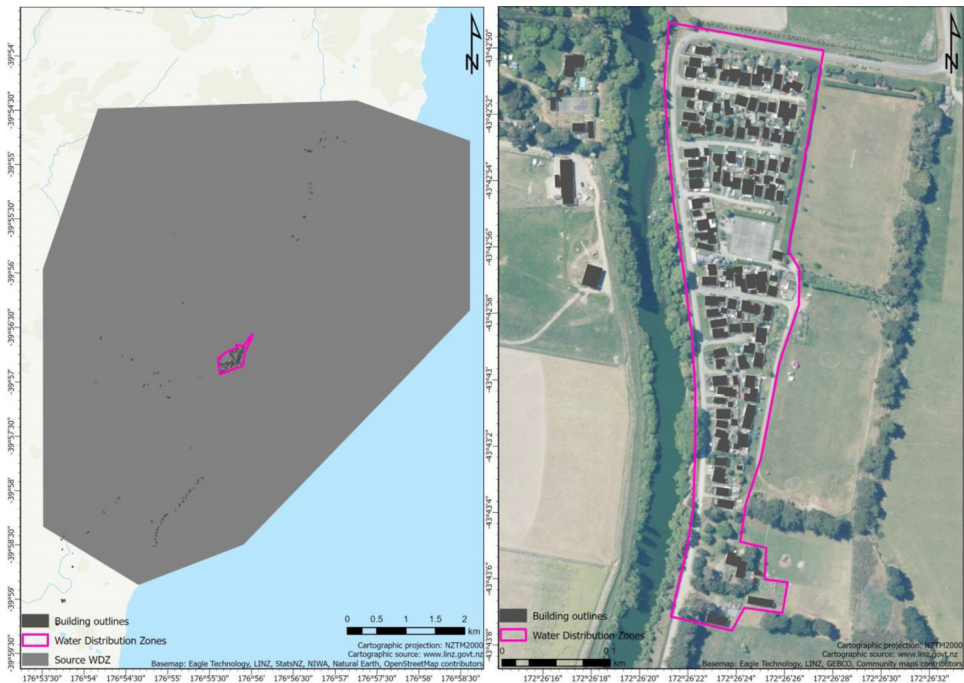 N
-39°54'
-39°54'30
-39°55'
-39°55'30
-39°56'
-39°56'30
-39°57'
-39°57'30
-39°58'
-39°58'30
-39°59'
-39°59'30
Building outlines
Water Distribution Zones
Source WDZ
0 0.5 1 1.5 2
km
Cartographic projection: NZTM2000
Cartographic source: www.linz.govt.nz
Basemap: Eagle Technology, LINZ, StatsNZ, NIWA, Natural Earth, OpenStreetMap contributors
176°53'30 176°54' 176°54'30 176°55' 176°55'30 176°56' 176°56'30 176°57' 176°57'30 176°58' 176°58'30
N
-43°42'50
-43°42'52
-43°42'54
-43°42'56
-43°42'58
-43°43'
-43°43'2
-43°43'4
-43°43'6
-43°43'8
Building outlines
Water Distribution Zones
0 0.1
km
Cartographic projection: NZTM2000
Cartographic source: www.linz.govt.nz
Basemap: Eagle Technology, LINZ, GEBCO, Community maps contributors
172°26'16 172°26'18 172°26'20 172°26'22 172°26'24 172°26'26 172°26'28 172°26'30 172°26'32